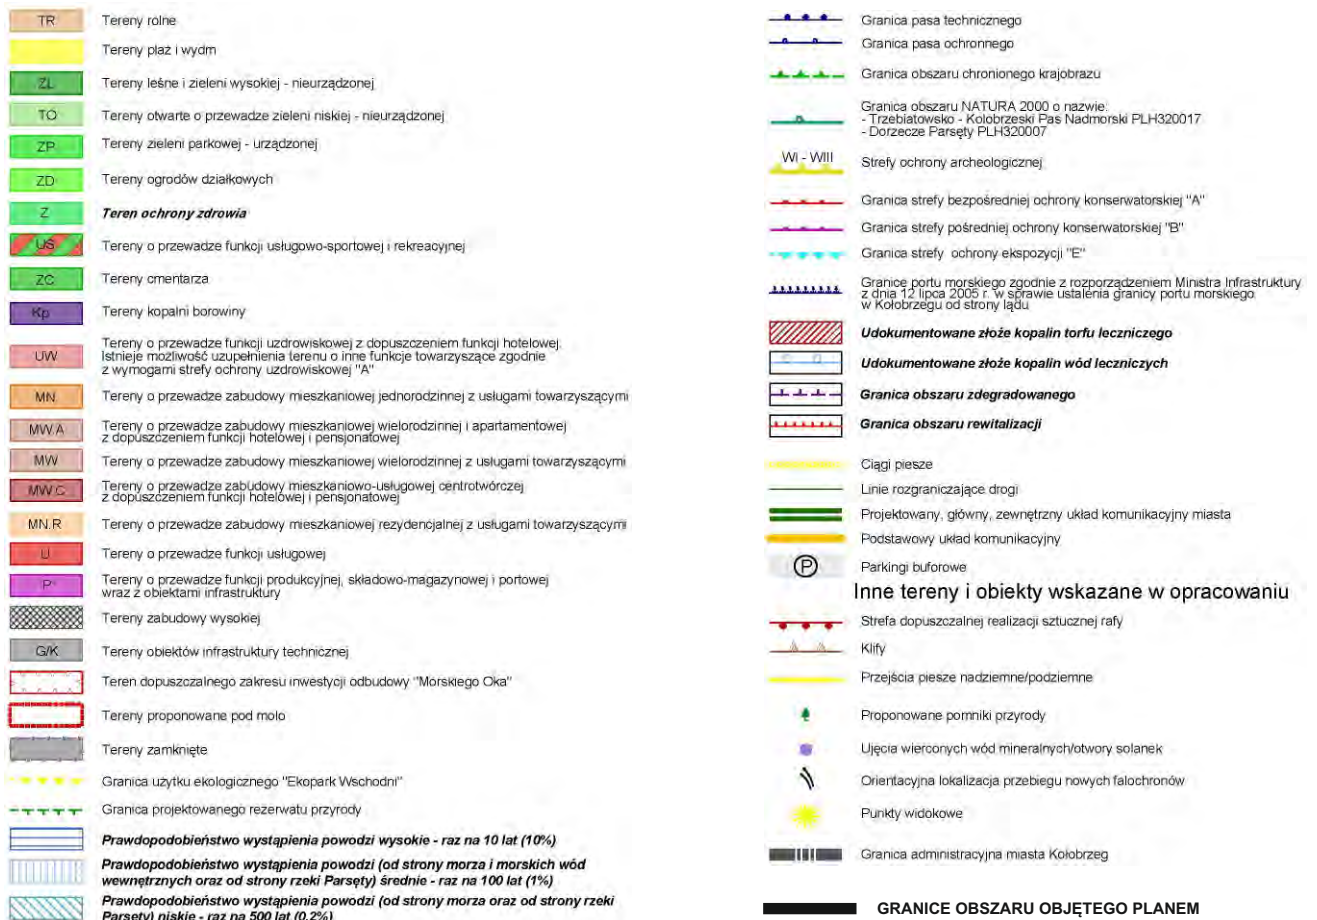 TR Tereny rolne
Tereny plaż i wydm
ZL Tereny leśne i zieleni wysokiej - nieurządzonej
TO Tereny otwarte o przewadze zieleni niskiej - nieurządzonej
ZP Tereny zieleni parkowej - urządzonej
ZD Tereny ogrodów działkowych
Z Teren ochrony zdrowia
US Tereny o przewadze funkcji usługowo-sportowej i rekreacyjnej
ZC Tereny cmentarza
Kp Tereny kopalni borowiny
UW Tereny o przewadze funkcji uzdrowiskowej z dopuszczeniem funkcji hotelowej.
Istnieje możliwość uzupełnienia terenu o inne funkcje towarzyszące zgodnie
z wymogami strefy ochrony uzdrowiskowej "A"
MN Tereny o przewadze zabudowy mieszkaniowej jednorodzinnej z usługami towarzyszącymi
MW.A Tereny o przewadze zabudowy mieszkaniowej wielorodzinnej i apartamentowej
z dopuszczeniem funkcji hotelowej i pensjonatowej
MW Tereny o przewadze zabudowy mieszkaniowej wielorodzinnej z usługami towarzyszącymi
MW.C Tereny o przewadze zabudowy mieszkaniowo-usługowej centrotwórczej
z dopuszczeniem funkcji hotelowej i pensjonatowej
MN.R Tereny o przewadze zabudowy mieszkaniowej rezydencjalnej z usługami towarzyszącymi
U Tereny o przewadze funkcji usługowej
P Tereny o przewadze funkcji produkcyjnej, składowo-magazynowej i portowej
wraz z obiektami infrastruktury
Tereny zabudowy wysokiej
G/K Tereny obiektów infrastruktury technicznej
Teren dopuszczalnego zakresu inwestycji odbudowy "Morskiego Oka"
Tereny proponowane pod molo
Tereny zamknięte
Granica użytku ekologicznego "Ekopark Wschodni"
Granica projektowanego rezerwatu przyrody
Prawdopodobieństwo wystąpienia powodzi wysokie - raz na 10 lat (10%)
Prawdopodobieństwo wystąpienia powodzi (od strony morza i morskich wód
wewnętrznych oraz od strony rzeki Parsęty) średnie - raz na 100 lat (1%)
Prawdopodobieństwo wystąpienia powodzi (od strony morza oraz od strony rzeki
Parsęty) niskie - raz na 500 lat (0,2%)
Granica pasa technicznego
Granica pasa ochronnego
Granica obszaru chronionego krajobrazu
Granica obszaru NATURA 2000 o nazwie:
- Trzebiatowsko - Kołobrzeski Pas Nadmorski PLH320017
- Dorzecze Parsęty PLH320007
WI - WIII Strefy ochrony archeologicznej
Granica strefy bezpośredniej ochrony konserwatorskiej "A"
Granica strefy pośredniej ochrony konserwatorskiej "B"
Granica strefy ochrony ekspozycji "E"
Granice portu morskiego zgodnie z rozporządzeniem Ministra Infrastruktury
z dnia 12 lipca 2005 r. w sprawie ustalenia granicy portu morskiego
w Kołobrzegu od strony lądu
Udokumentowane złoże kopalin torfu leczniczego
Udokumentowane złoże kopalin wód leczniczych
Granica obszaru zdegradowanego
Granica obszaru rewitalizacji
Ciągi piesze
Linie rozgraniczające drogi
Projektowany, główny, zewnętrzny układ komunikacyjny miasta
Podstawowy układ komunikacyjny
P Parkingi buforowe
Inne tereny i obiekty wskazane w opracowaniu
Strefa dopuszczalnej realizacji sztucznej rafy
Klify
Przejścia piesze nadziemne/podziemne
Proponowane pomniki przyrody
Ujęcia wierconych wód mineralnych/otwory solanek
Orientacyjna lokalizacja przebiegu nowych falochronów
Punkty widokowe
Granica administracyjna miasta Kołobrzeg
GRANICE OBSZARU OBJĘTEGO PLANEM